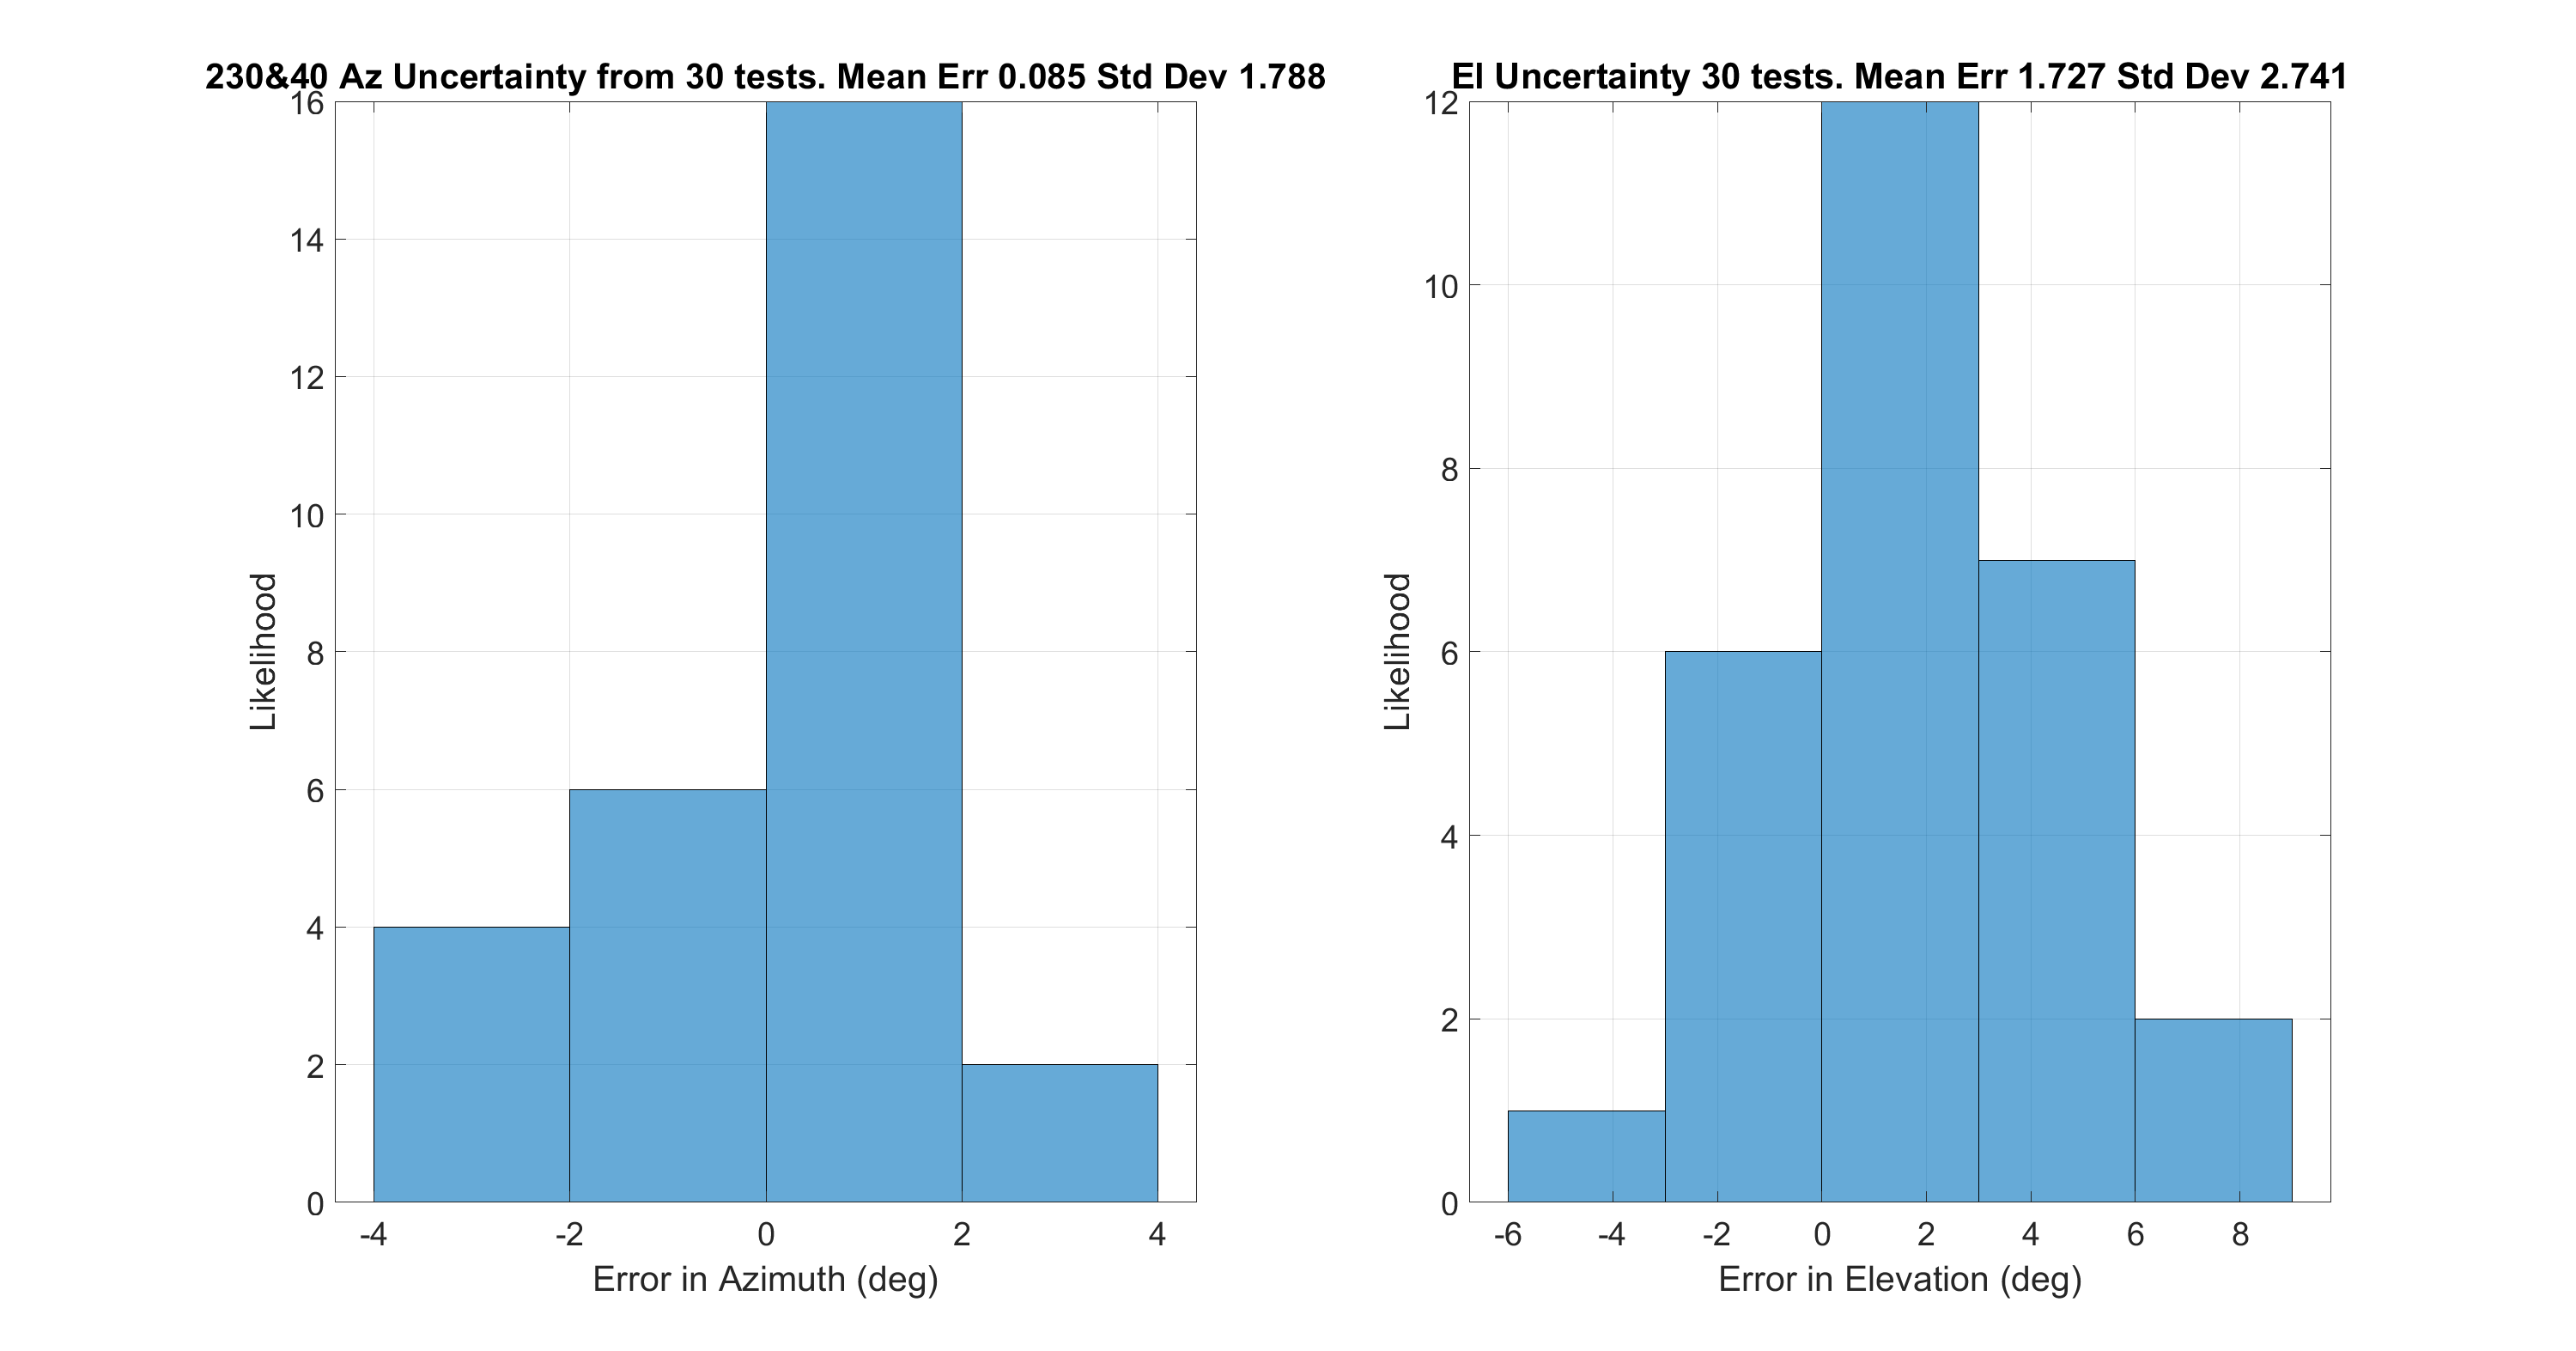 230&40 Az Uncertainty from 30 tests. Mean Err 0.085 Std Dev 1.788
16
14
12
10
8
6
4
2
0
Likelihood
-4 -2 0 2 4
Error in Azimuth (deg)
El Uncertainty 30 tests. Mean Err 1.727 Std Dev 2.741
12
10
8
6
4
2
0
Likelihood
-6 -4 -2 0 2 4 6 8
Error in Elevation (deg)